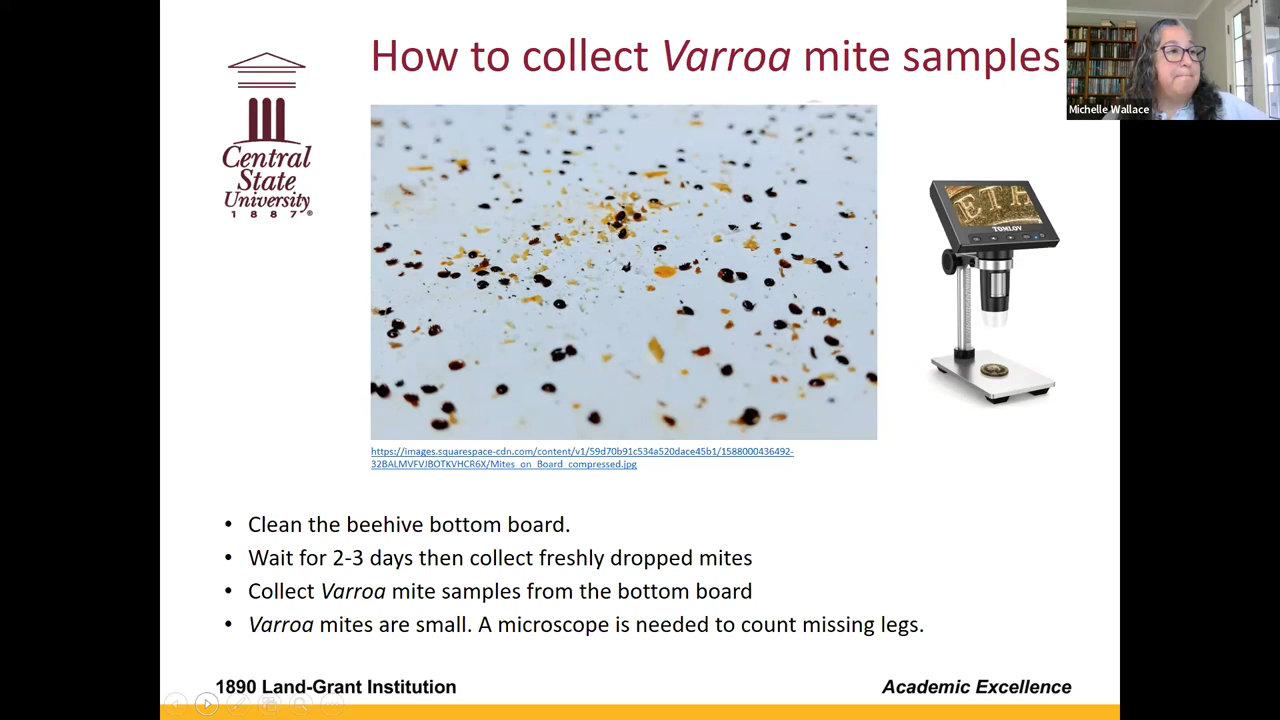 How to collect Varroa mite samples
Michelle Wallace
Central
State
University
1887®
ETH
TOMLOV
https://images.squarespace-cdn.com/content/v1/59d70b91c534a520dace45b1/1588000436492-
32BALMVFVJBOTKVHCR6X/Mites_on_Board_compressed.jpg
• Clean the beehive bottom board.
• Wait for 2-3 days then collect freshly dropped mites
• Collect Varroa mite samples from the bottom board
• Varroa mites are small. A microscope is needed to count missing legs.
1890 Land-Grant Institution
Academic Excellence